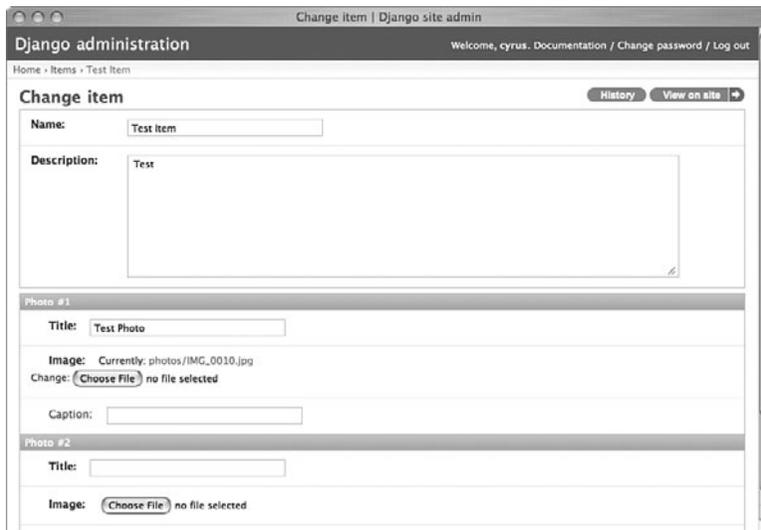 Change item | Django site admin
Django administration
Welcome, cyrus. Documentation / Change password / Log out
Home › Items › Test Item
Change item
History
View on site
Name:
Test Item
Description:
Test
Photo #1
Title:
Test Photo
Image: Currently: photos/IMG_0010.jpg
Change: Choose File no file selected
Caption:
Photo #2
Title:
Image: Choose File no file selected